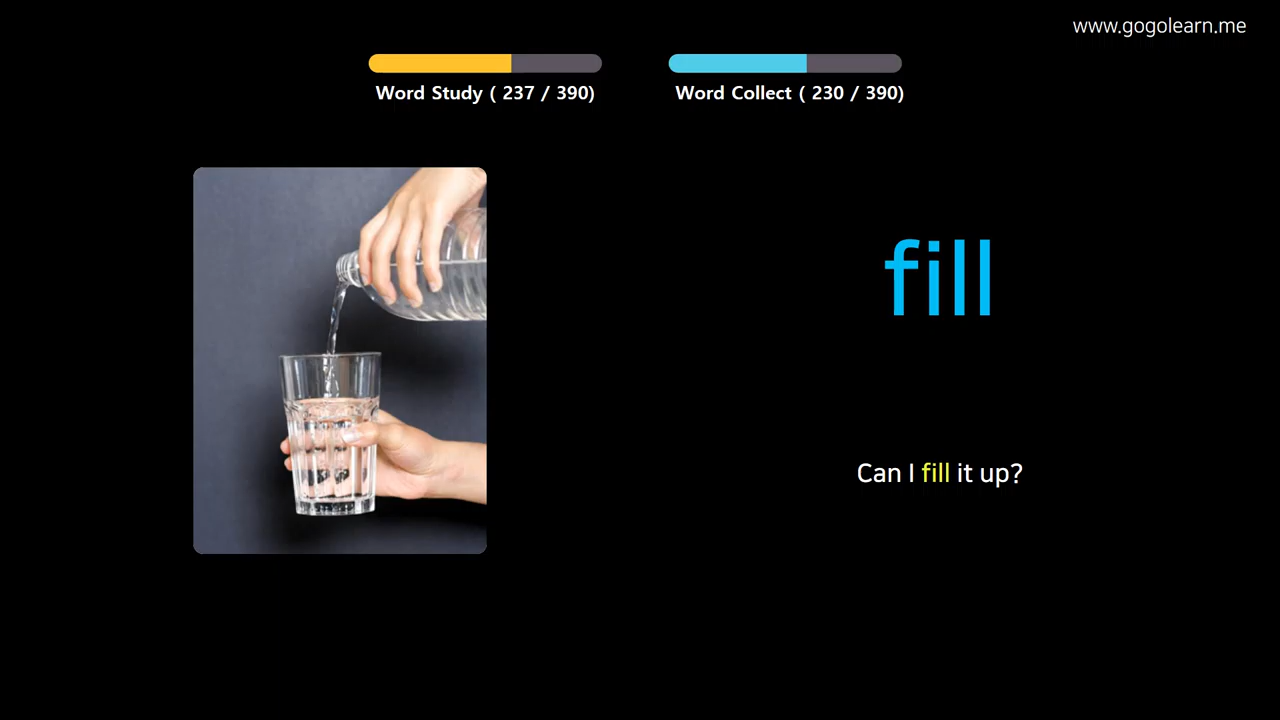 www.gogolearn.me
Word Study ( 237 / 390)
Word Collect ( 230 / 390)
fill
Can I fill it up?